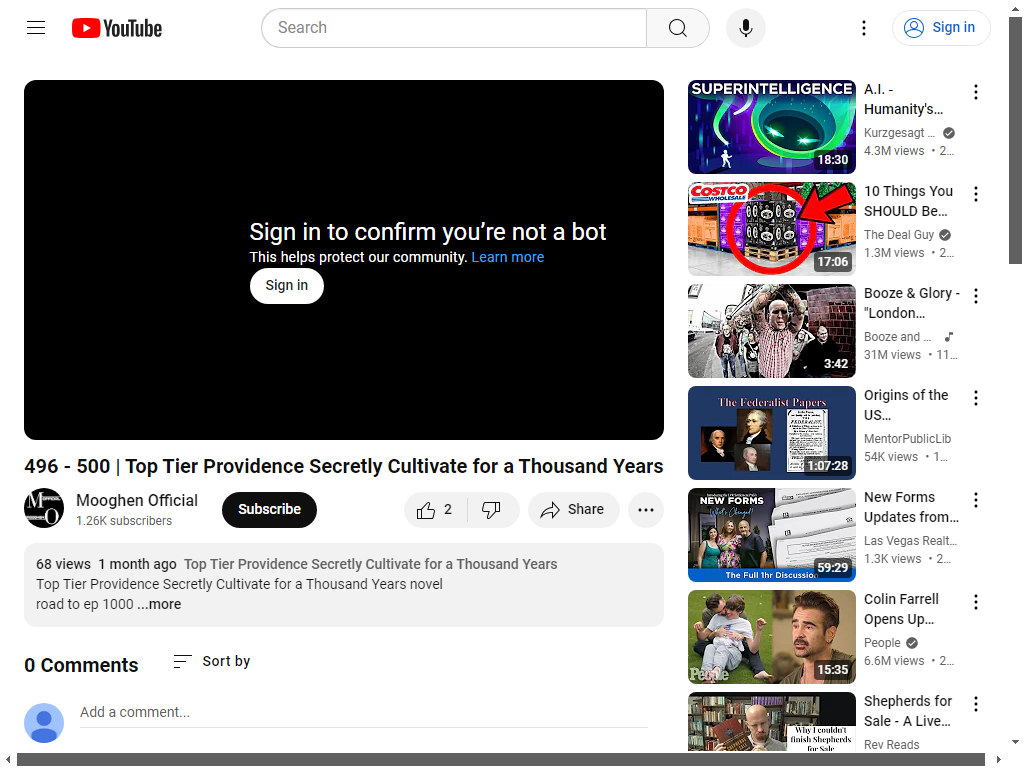 YouTube
Search
Sign in
Sign in to confirm you’re not a bot
This helps protect our community. Learn more
Sign in
496 - 500 | Top Tier Providence Secretly Cultivate for a Thousand Years
Mooghen Official
1.26K subscribers
Subscribe
2
Share
68 views 1 month ago Top Tier Providence Secretly Cultivate for a Thousand Years
Top Tier Providence Secretly Cultivate for a Thousand Years novel
road to ep 1000 ...more
0 Comments
Sort by
Add a comment...
SUPERINTELLIGENCE
18:30
A.I. -
Humanity's...
Kurzgesagt ...
4.3M views • 2...
COSTCO
WHOLESALE
17:06
10 Things You
SHOULD Be...
The Deal Guy
1.3M views • 2...
3:42
Booze & Glory -
"London...
Booze and ...
31M views • 11...
The Federalist Papers
1:07:28
Origins of the
US...
MentorPublicLib
54K views • 1...
NEW FORMS
What's Changed!
The Full 1hr Discussion
59:29
New Forms
Updates from...
Las Vegas Realt...
1.3K views • 2...
People
15:35
Colin Farrell
Opens Up...
People
6.6M views • 2...
Why I couldn't
finish Shepherds
for Sale
Shepherds for
Sale - A Live...
Rev Reads